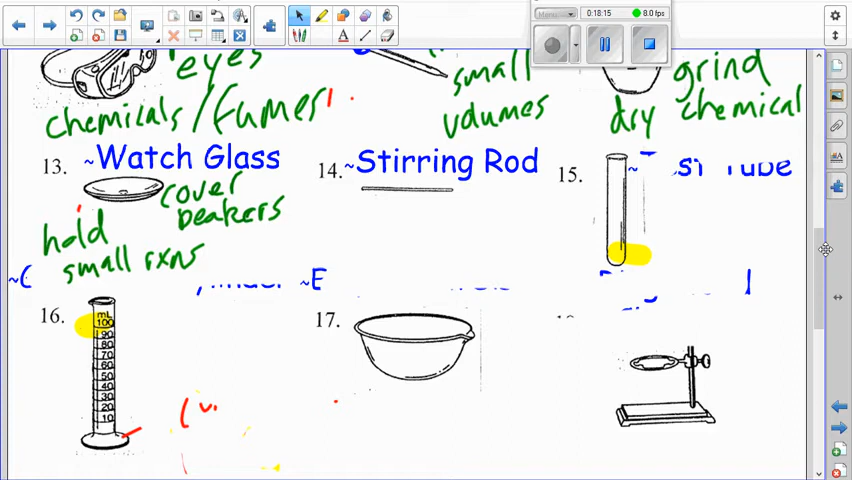 Menu 0:18:15 8.0 fps
eyes
chemicals/fumes
small
volumes
grind
dry chemical
13. ~Watch Glass
cover
beakers
hold
small rxns
14. ~Stirring Rod
15. Tube
16.
mL
100
90
80
70
60
50
40
30
20
10
17.